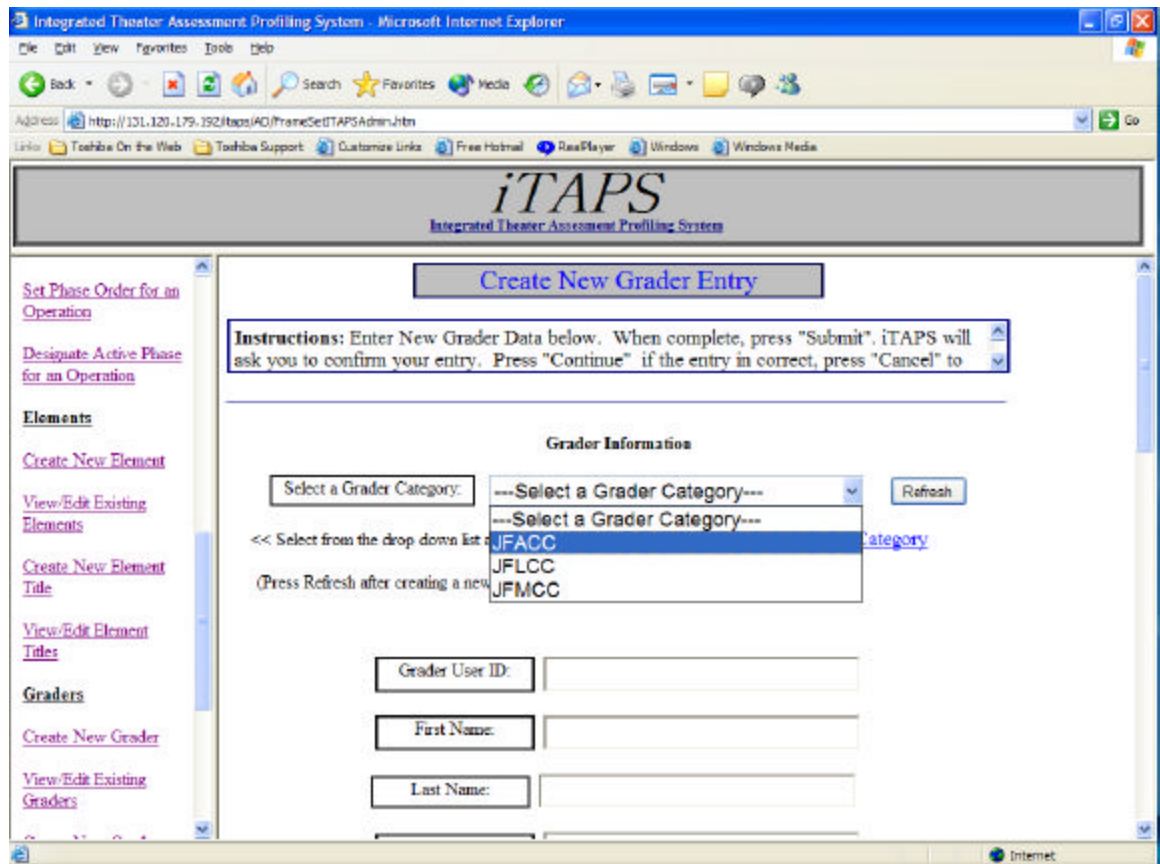 Integrated Theater Assessment Profiling System - Microsoft Internet Explorer
File Edit View Favorites Tools Help
Back Search Favorites Media
Address http://131.120.179.192/itaps/AO/FrameSetITAPSAdmin.htm Go
Links Toshiba On the Web Toshiba Support Customize Links Free Hotmail RealPlayer Windows Windows Media
iTAPS
Integrated Theater Assessment Profiling System
Set Phase Order for an
Operation
Designate Active Phase
for an Operation
Elements
Create New Element
View/Edit Existing
Elements
Create New Element
Title
View/Edit Element
Titles
Graders
Create New Grader
View/Edit Existing
Graders
Create New Grader Entry
Instructions: Enter New Grader Data below. When complete, press "Submit". iTAPS will
ask you to confirm your entry. Press "Continue" if the entry in correct, press "Cancel" to
Grader Information
Select a Grader Category: ---Select a Grader Category--- Refresh
---Select a Grader Category---
<< Select from the drop down list JFACC Category
JFLCC
(Press Refresh after creating a new JFMCC
Grader User ID:
First Name:
Last Name:
Internet